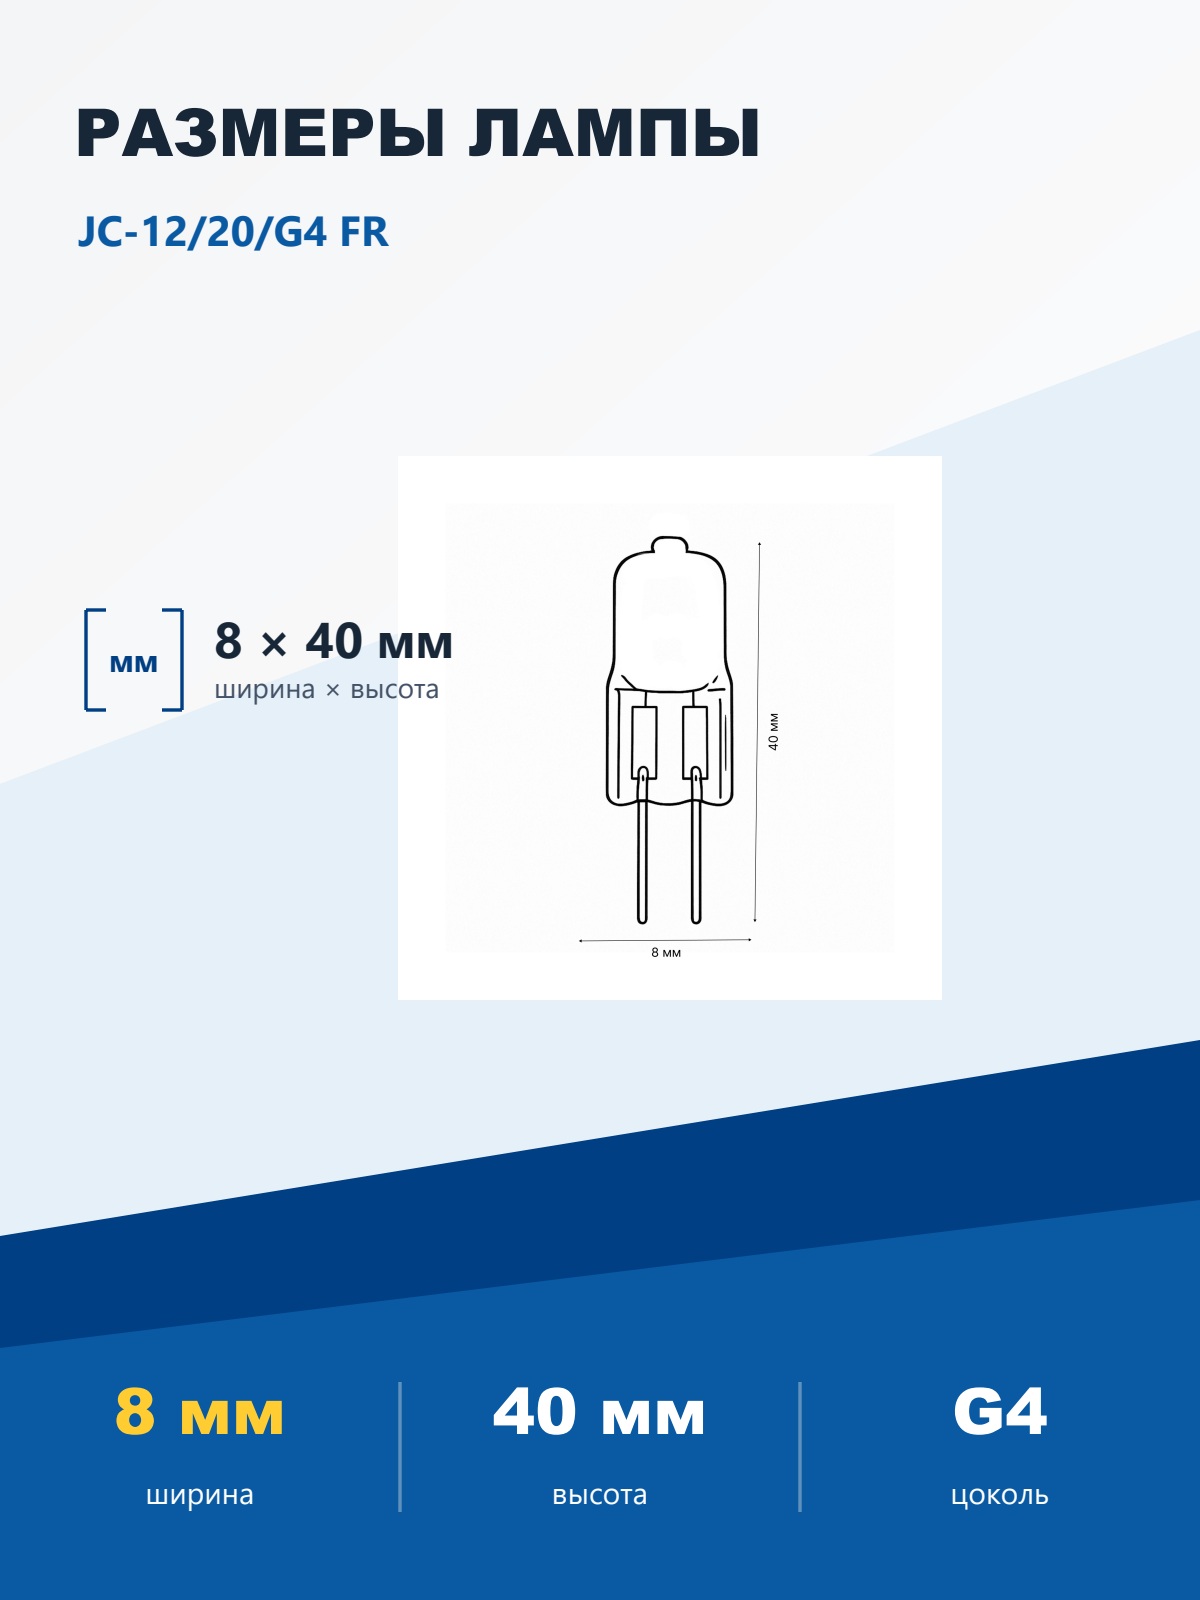 РАЗМЕРЫ ЛАМПЫ
JC-12/20/G4 FR
мм
8 × 40 мм
ширина × высота
40 мм
8 мм
8 мм
ширина
40 мм
высота
G4
цоколь